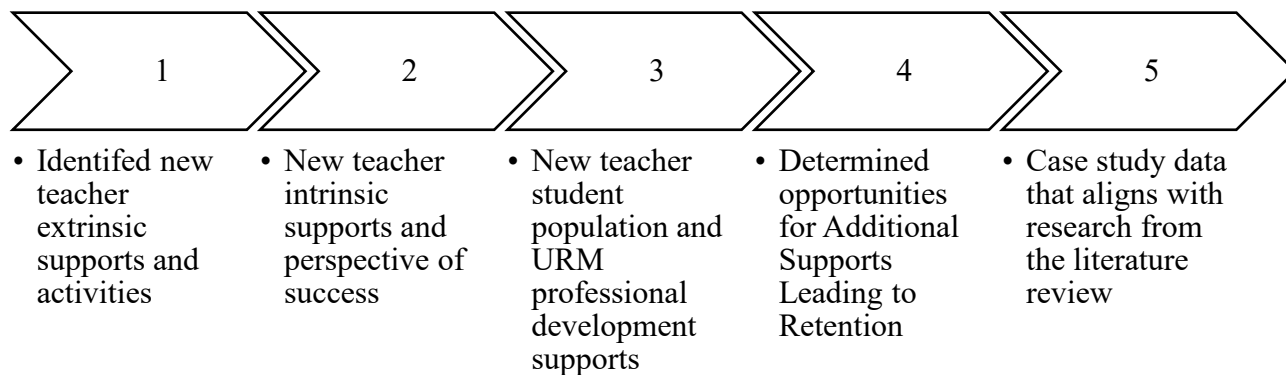 1
2
3
4
5
• Identifed new
teacher
extrinsic
supports and
activities
• New teacher
intrinsic
supports and
perspective of
success
• New teacher
student
population and
URM
professional
development
supports
• Determined
opportunities
for Additional
Supports
Leading to
Retention
• Case study data
that aligns with
research from
the literature
review